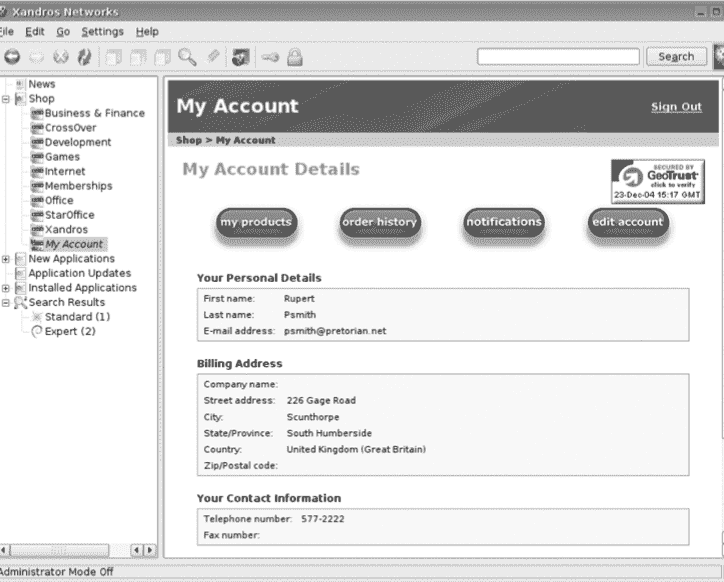 Xandros Networks
File Edit Go Settings Help
Search
News
Shop
Business & Finance
CrossOver
Development
Games
Internet
Memberships
Office
StarOffice
Xandros
My Account
New Applications
Application Updates
Installed Applications
Search Results
Standard (1)
Expert (2)
My Account
Sign Out
Shop > My Account
My Account Details
SECURED BY
GeoTrust
click to verify
23-Dec-04 15:17 GMT
my products order history notifications edit account
Your Personal Details
First name: Rupert
Last name: Psmith
E-mail address: psmith@pretorian.net
Billing Address
Company name:
Street address: 226 Gage Road
City: Scunthorpe
State/Province: South Humberside
Country: United Kingdom (Great Britain)
Zip/Postal code:
Your Contact Information
Telephone number: 577-2222
Fax number:
Administrator Mode Off